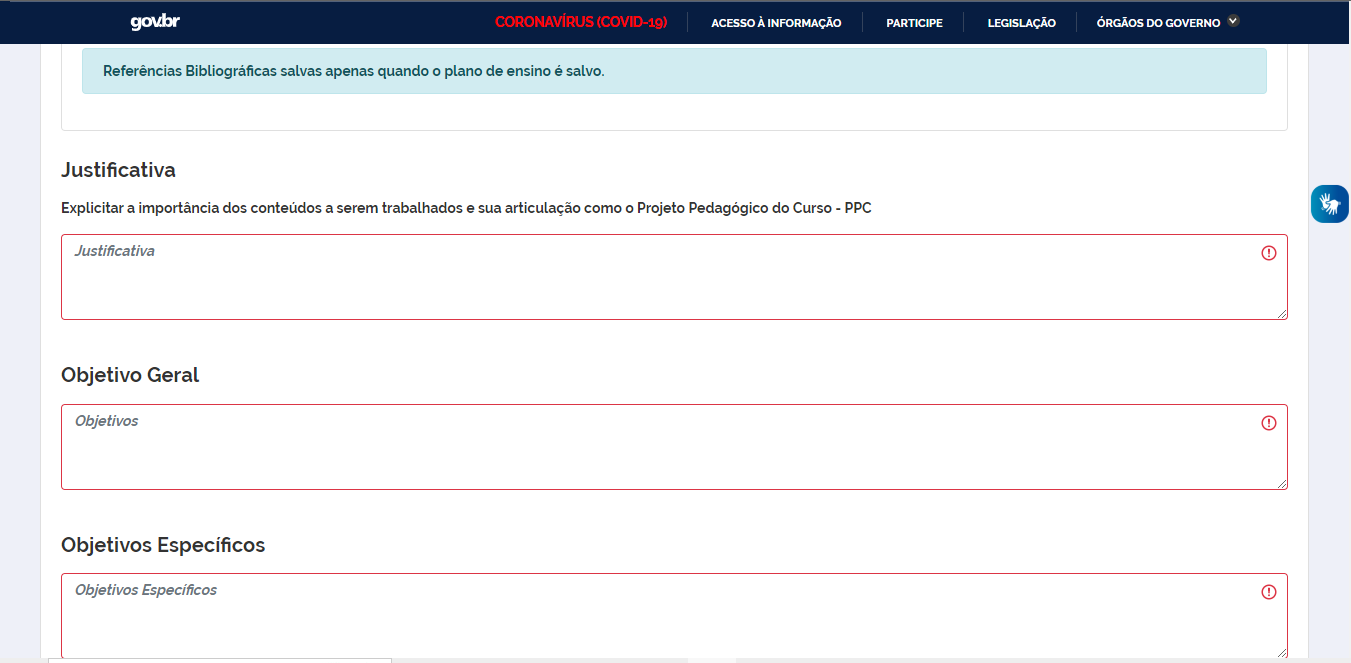 gov.br
CORONAVÍRUS (COVID-19)
ACESSO À INFORMAÇÃO
PARTICIPE
LEGISLAÇÃO
ÓRGÃOS DO GOVERNO
Referências Bibliográficas salvas apenas quando o plano de ensino é salvo.
Justificativa
Explicitar a importância dos conteúdos a serem trabalhados e sua articulação como o Projeto Pedagógico do Curso - PPC
Justificativa
Objetivo Geral
Objetivos
Objetivos Específicos
Objetivos Específicos